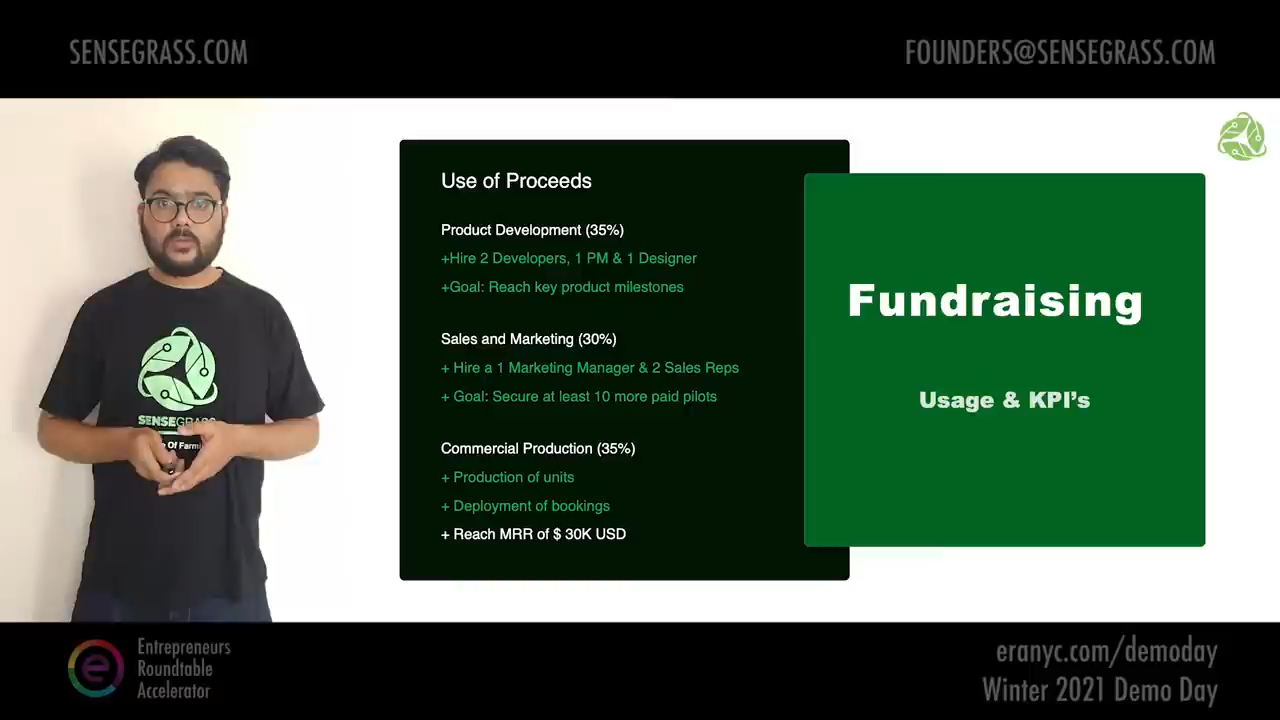 SENSEGRASS.COM
FOUNDERS@SENSEGRASS.COM
Use of Proceeds
Product Development (35%)
+Hire 2 Developers, 1 PM & 1 Designer
+Goal: Reach key product milestones
Sales and Marketing (30%)
+ Hire a 1 Marketing Manager & 2 Sales Reps
+ Goal: Secure at least 10 more paid pilots
Commercial Production (35%)
+ Production of units
+ Deployment of bookings
+ Reach MRR of $ 30K USD
Fundraising
Usage & KPI's
SENSEGRASS
Of
Entrepreneurs
Roundtable
Accelerator
eranyc.com/demoday
Winter 2021 Demo Day